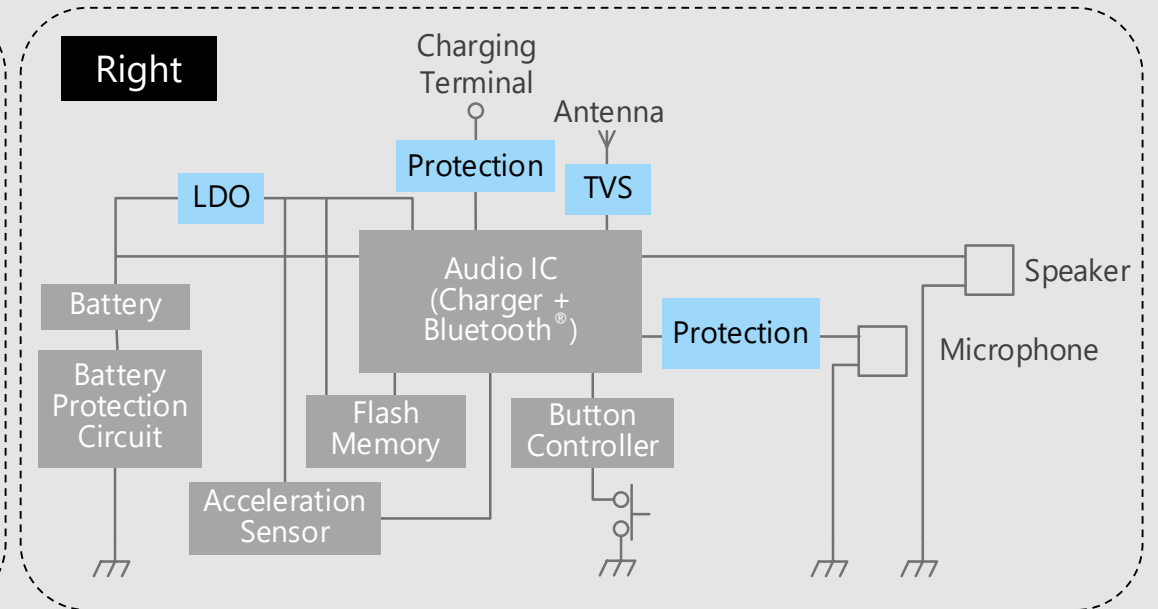 Right
Charging
Terminal
Antenna
Protection
TVS
LDO
Audio IC
(Charger +
Bluetooth®)
Speaker
Battery
Protection
Microphone
Battery
Protection
Circuit
Flash
Memory
Button
Controller
Acceleration
Sensor